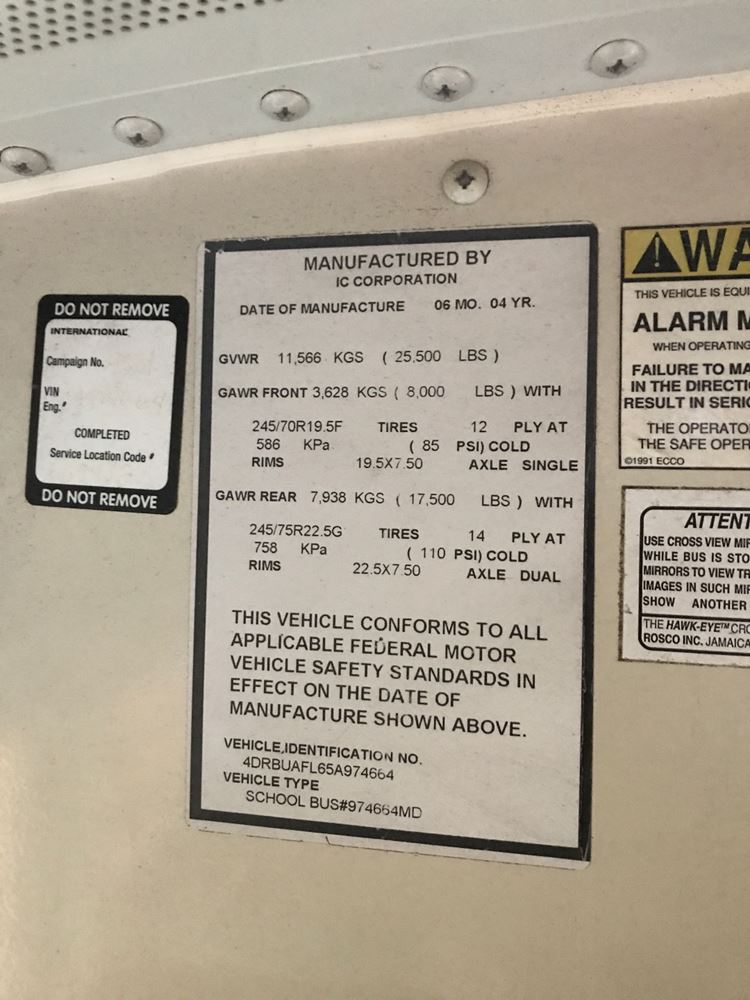 DO NOT REMOVE
INTERNATIONAL
Campaign No.
VIN
Eng.#
COMPLETED
Service Location Code #
DO NOT REMOVE
MANUFACTURED BY
IC CORPORATION
DATE OF MANUFACTURE 06 MO. 04 YR.
GVWR 11,566 KGS ( 25,500 LBS )
GAWR FRONT 3,628 KGS ( 8,000 LBS ) WITH
245/70R19.5F TIRES 12 PLY AT
586 KPa ( 85 PSI) COLD
RIMS 19.5X7.50 AXLE SINGLE
GAWR REAR 7,938 KGS ( 17,500 LBS ) WITH
245/75R22.5G TIRES 14 PLY AT
758 KPa ( 110 PSI) COLD
RIMS 22.5X7.50 AXLE DUAL
THIS VEHICLE CONFORMS TO ALL
APPLICABLE FEDERAL MOTOR
VEHICLE SAFETY STANDARDS IN
EFFECT ON THE DATE OF
MANUFACTURE SHOWN ABOVE.
VEHICLE IDENTIFICATION NO.
4DRBUAFL65A974664
VEHICLE TYPE
SCHOOL BUS#974664MD
WA
THIS VEHICLE IS EQUI
ALARM M
WHEN OPERATING
FAILURE TO MA
IN THE DIRECTI
RESULT IN SERIO
THE OPERATO
THE SAFE OPER
©1991 ECCO
ATTENT
USE CROSS VIEW MIR
WHILE BUS IS STO
MIRRORS TO VIEW TR
IMAGES IN SUCH MIR
SHOW ANOTHER
THE HAWK-EYE™ CRO
ROSCO INC. JAMAICA